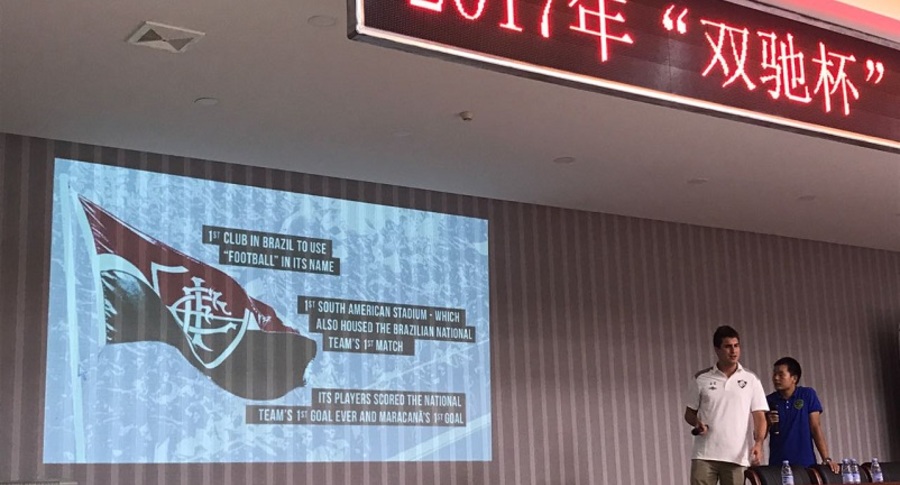 2017年 “双驰杯”
1ST CLUB IN BRAZIL TO USE
“FOOTBALL” IN ITS NAME
1ST SOUTH AMERICAN STADIUM - WHICH
ALSO HOUSED THE BRAZILIAN NATIONAL
TEAM'S 1ST MATCH
ITS PLAYERS SCORED THE NATIONAL
TEAM'S 1ST GOAL EVER AND MARACANÃ'S 1ST GOAL
FFC